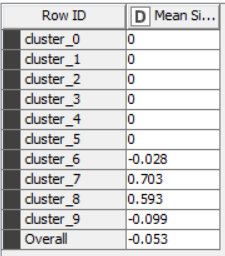 Row ID D Mean Si...
cluster_0 0
cluster_1 0
cluster_2 0
cluster_3 0
cluster_4 0
cluster_5 0
cluster_6 -0.028
cluster_7 0.703
cluster_8 0.593
cluster_9 -0.099
Overall -0.053